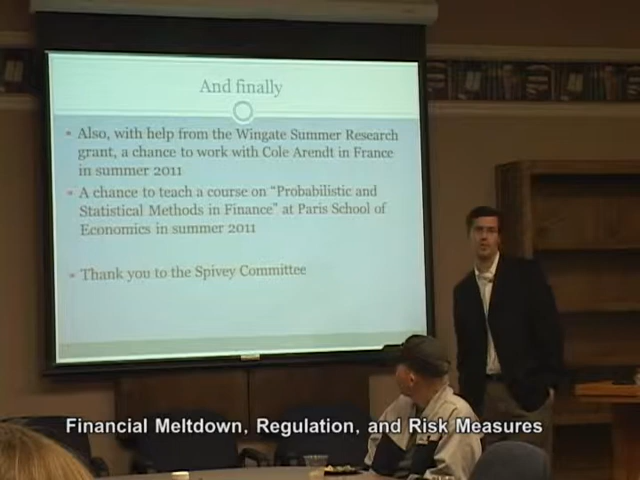 And finally
Also, with help from the Wingate Summer Research
grant, a chance to work with Cole Arendt in France
in summer 2011
A chance to teach a course on "Probabilistic and
Statistical Methods in Finance" at Paris School of
Economics in summer 2011
Thank you to the Spivey Committee
Financial Meltdown, Regulation, and Risk Measures